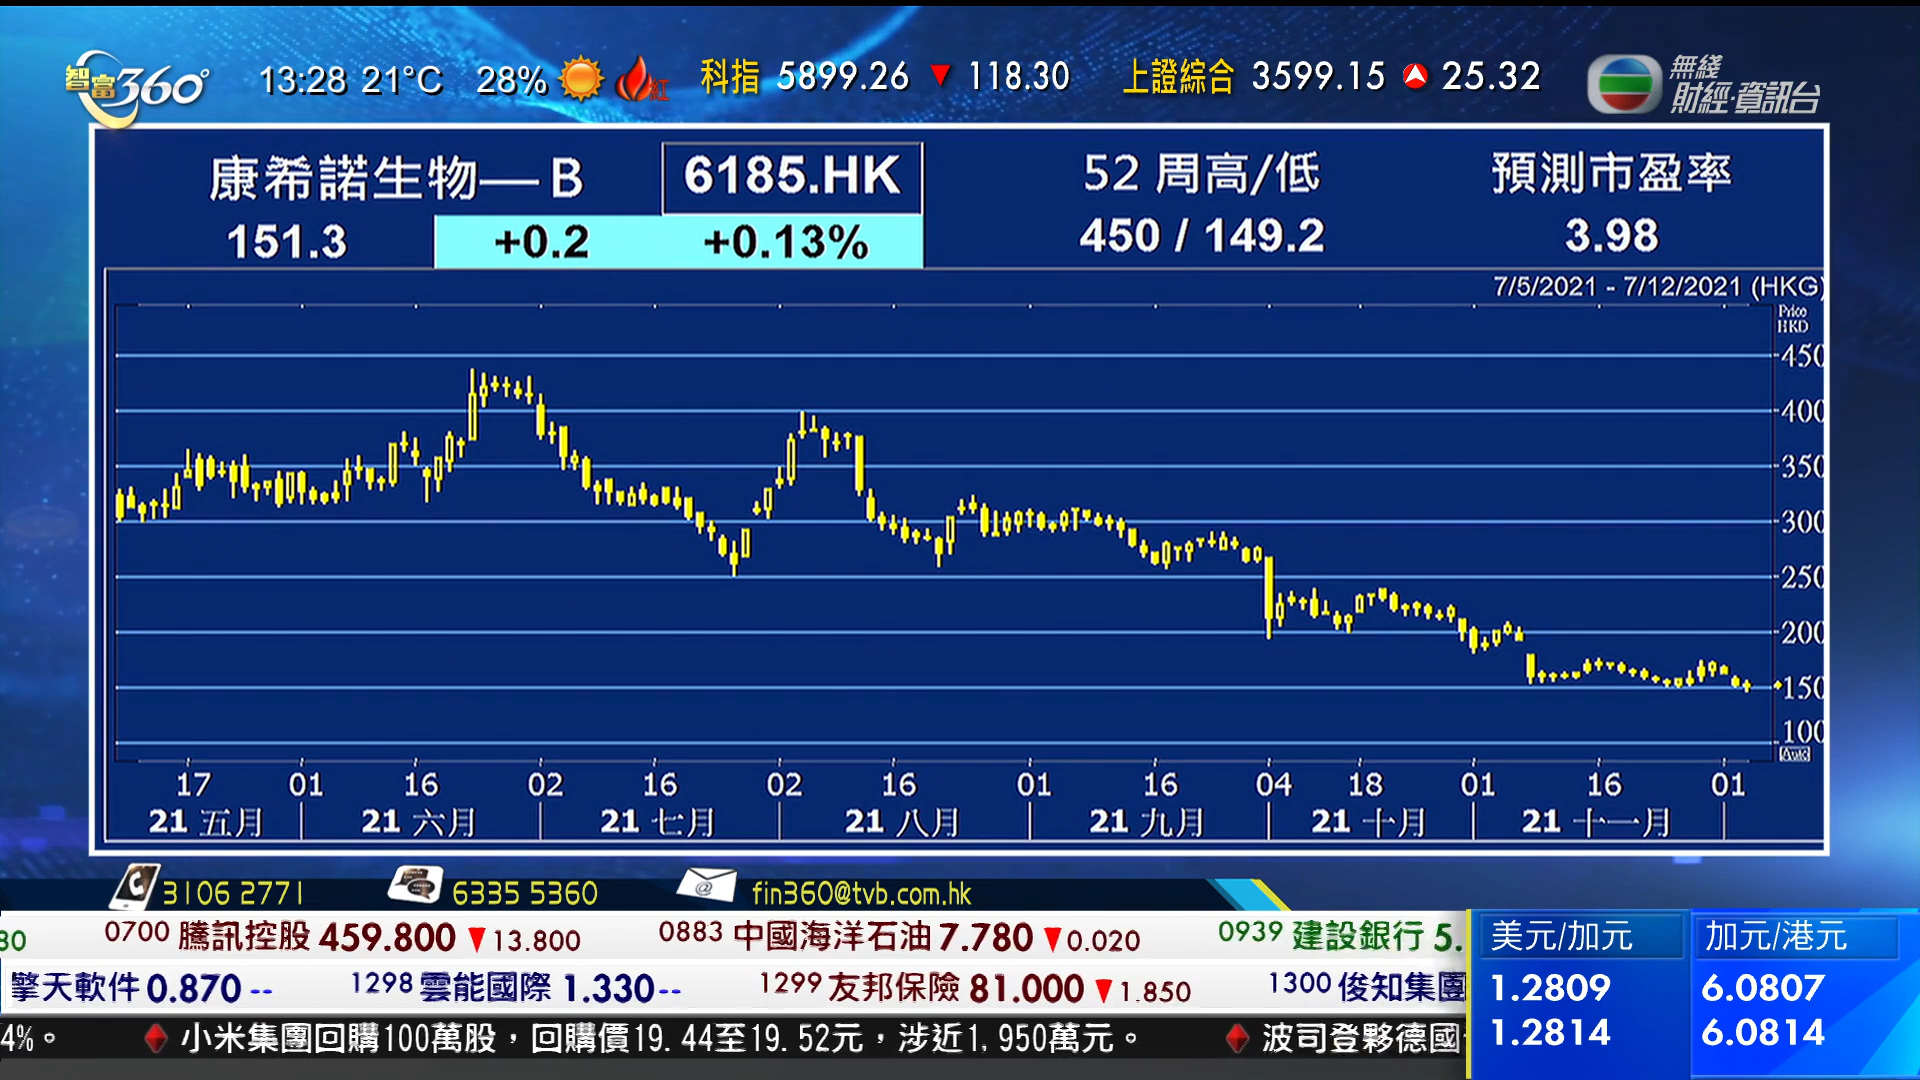 智富360°
13:28 21°C 28% 紅 科指 5899.26 ▼ 118.30 上證綜合 3599.15 ▲ 25.32
無綫
財經·資訊台
康希諾生物—B 6185.HK 52 周高/低 預測市盈率
151.3 +0.2 +0.13% 450 / 149.2 3.98
7/5/2021 - 7/12/2021 (HKG)
Price
HKD
450
400
350
300
250
200
150
100
Auto
17 01 16 02 16 02 16 01 16 04 18 01 16 01
21 五月 21 六月 21 七月 21 八月 21 九月 21 十月 21 十一月
3106 2771 6335 5360 fin360@tvb.com.hk
80 0700 騰訊控股 459.800 ▼ 13.800 0883 中國海洋石油 7.780 ▼ 0.020 0939 建設銀行 5.
擎天軟件 0.870 -- 1298 雲能國際 1.330 -- 1299 友邦保險 81.000 ▼ 1.850 1300 俊知集團
4%。 小米集團回購100萬股，回購價19.44至19.52元，涉近1,950萬元。 波司登夥德國
美元/加元 加元/港元
1.2809 6.0807
1.2814 6.0814